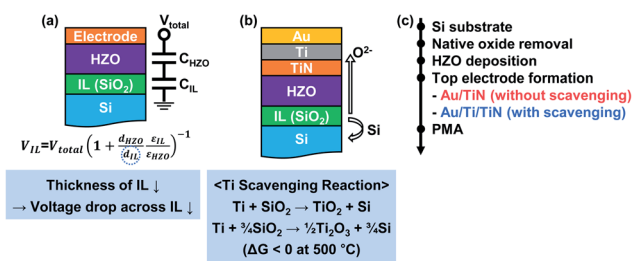 (a)
V_total
Electrode
HZO
C_HZO
IL (SiO₂)
C_IL
Si
V_IL=V_total(1 + d_HZO/d_IL ε_IL/ε_HZO)⁻¹
Thickness of IL ↓
→ Voltage drop across IL ↓
(b)
Au
Ti
O²⁻
TiN
HZO
IL (SiO₂)
Si
Si
<Ti Scavenging Reaction>
Ti + SiO₂ → TiO₂ + Si
Ti + ¾SiO₂ → ½Ti₂O₃ + ¾Si
(ΔG < 0 at 500 °C)
(c)
Si substrate
Native oxide removal
HZO deposition
Top electrode formation
- Au/TiN (without scavenging)
- Au/Ti/TiN (with scavenging)
PMA